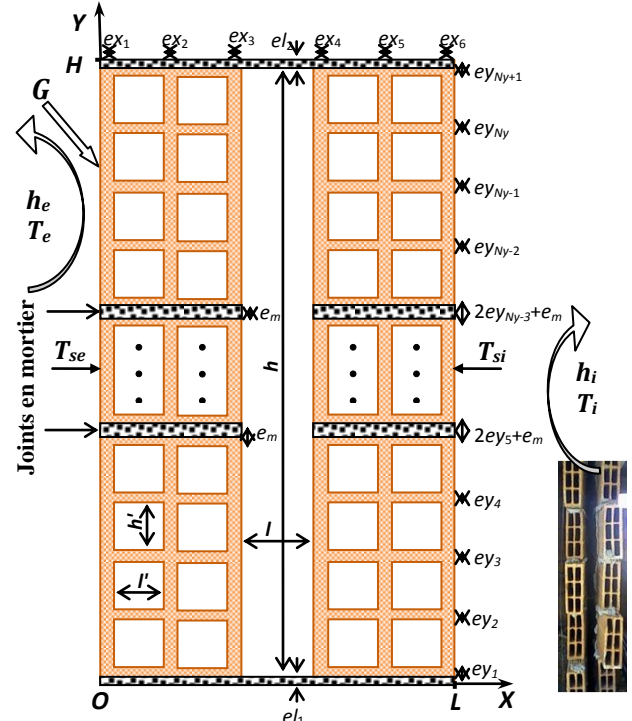 Y
ex1 ex2 ex3 el2 ex4 ex5 ex6
H
eyNy+1
G
eyNy
he
Te
eyNy-1
eyNy-2
Joints en mortier
em
2eyNy-3+em
Tse
h
Tsi
hi
Ti
em
2ey5+em
h'
l
ey4
l'
ey3
ey2
ey1
O
L
X
el1